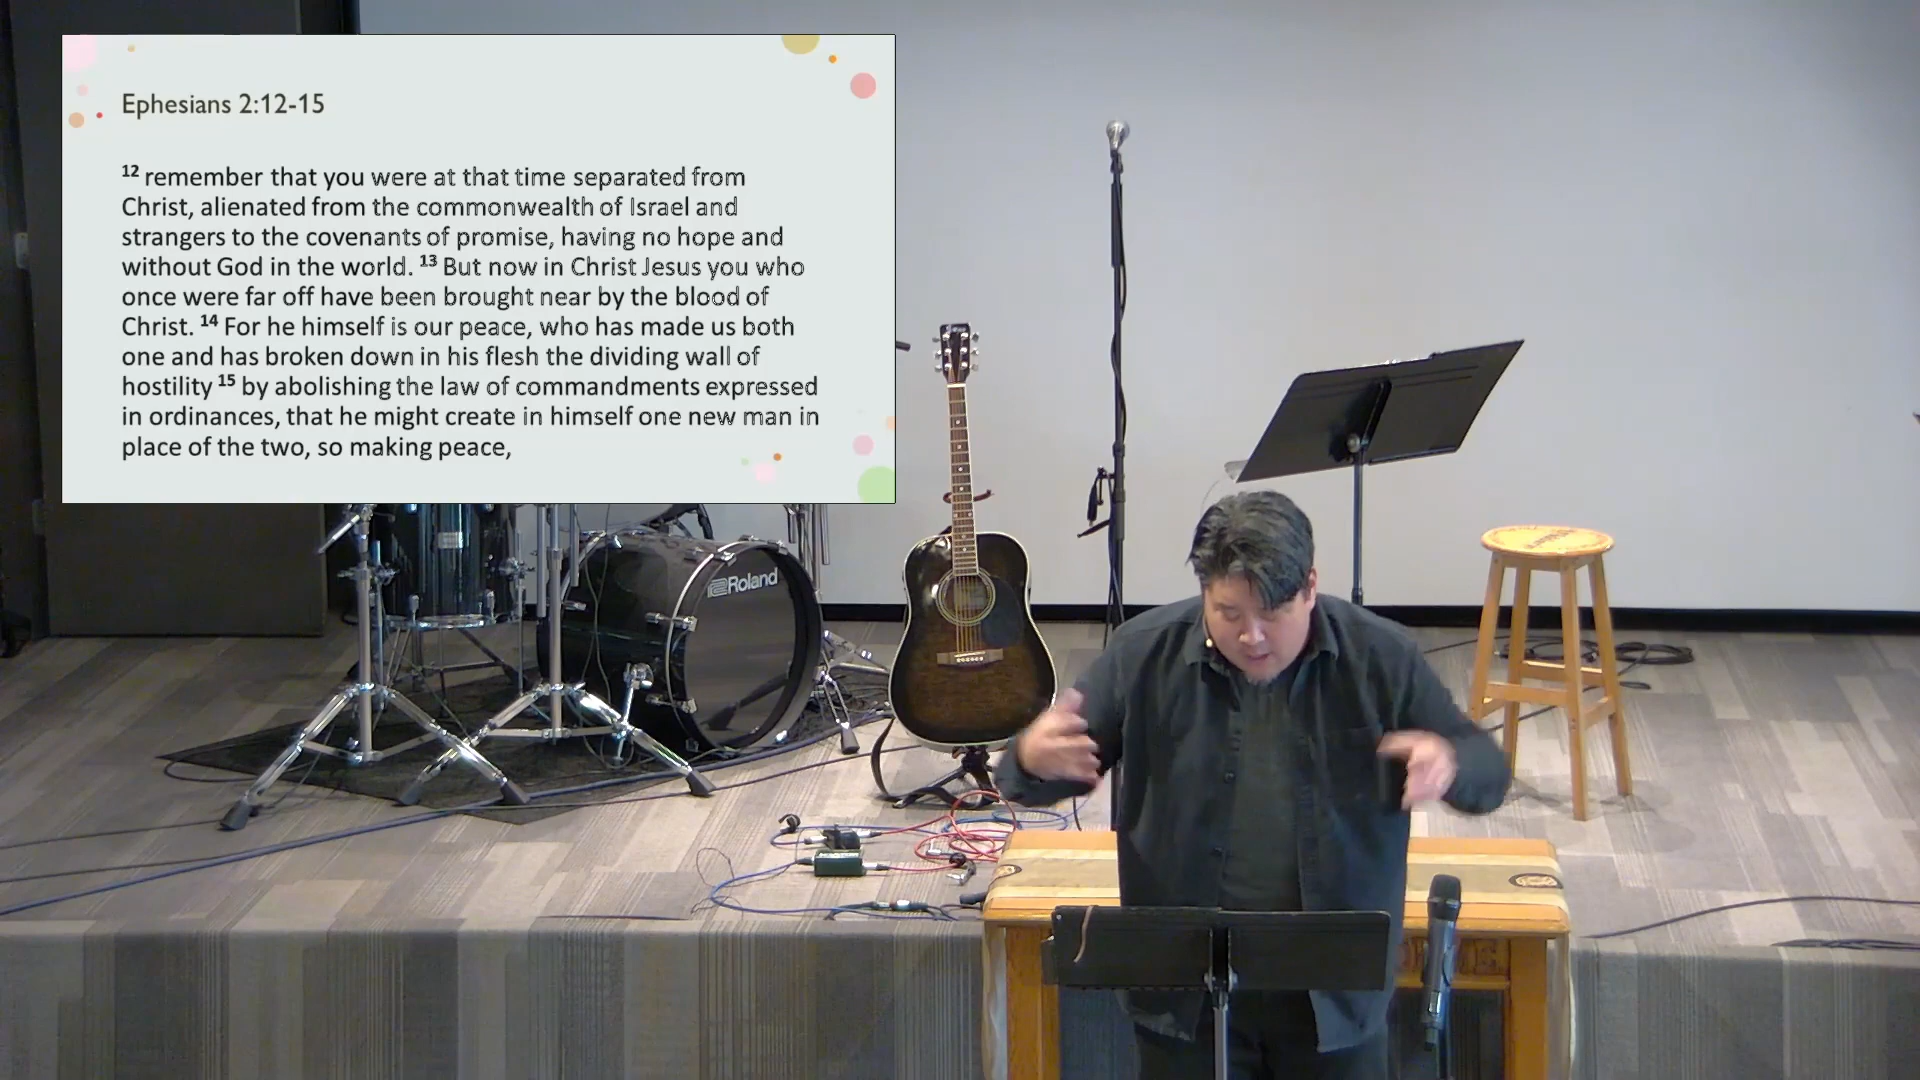 Ephesians 2:12-15
12 remember that you were at that time separated from
Christ, alienated from the commonwealth of Israel and
strangers to the covenants of promise, having no hope and
without God in the world. 13 But now in Christ Jesus you who
once were far off have been brought near by the blood of
Christ. 14 For he himself is our peace, who has made us both
one and has broken down in his flesh the dividing wall of
hostility 15 by abolishing the law of commandments expressed
in ordinances, that he might create in himself one new man in
place of the two, so making peace,
Roland